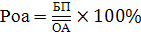 Роа = БП/ОА × 100%